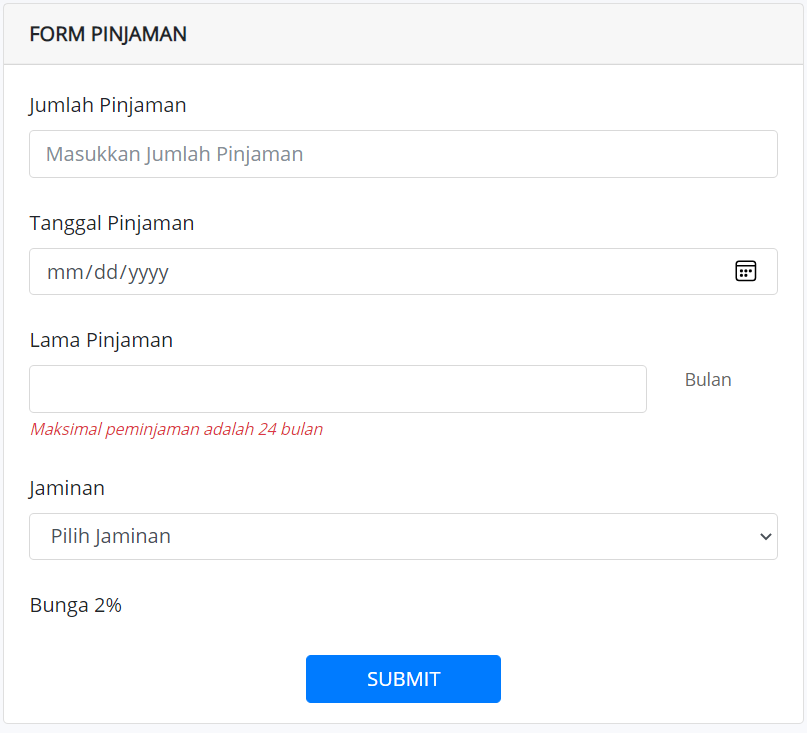 FORM PINJAMAN
Jumlah Pinjaman
Masukkan Jumlah Pinjaman
Tanggal Pinjaman
mm/dd/yyyy
Lama Pinjaman
Bulan
Maksimal peminjaman adalah 24 bulan
Jaminan
Pilih Jaminan
Bunga 2%
SUBMIT